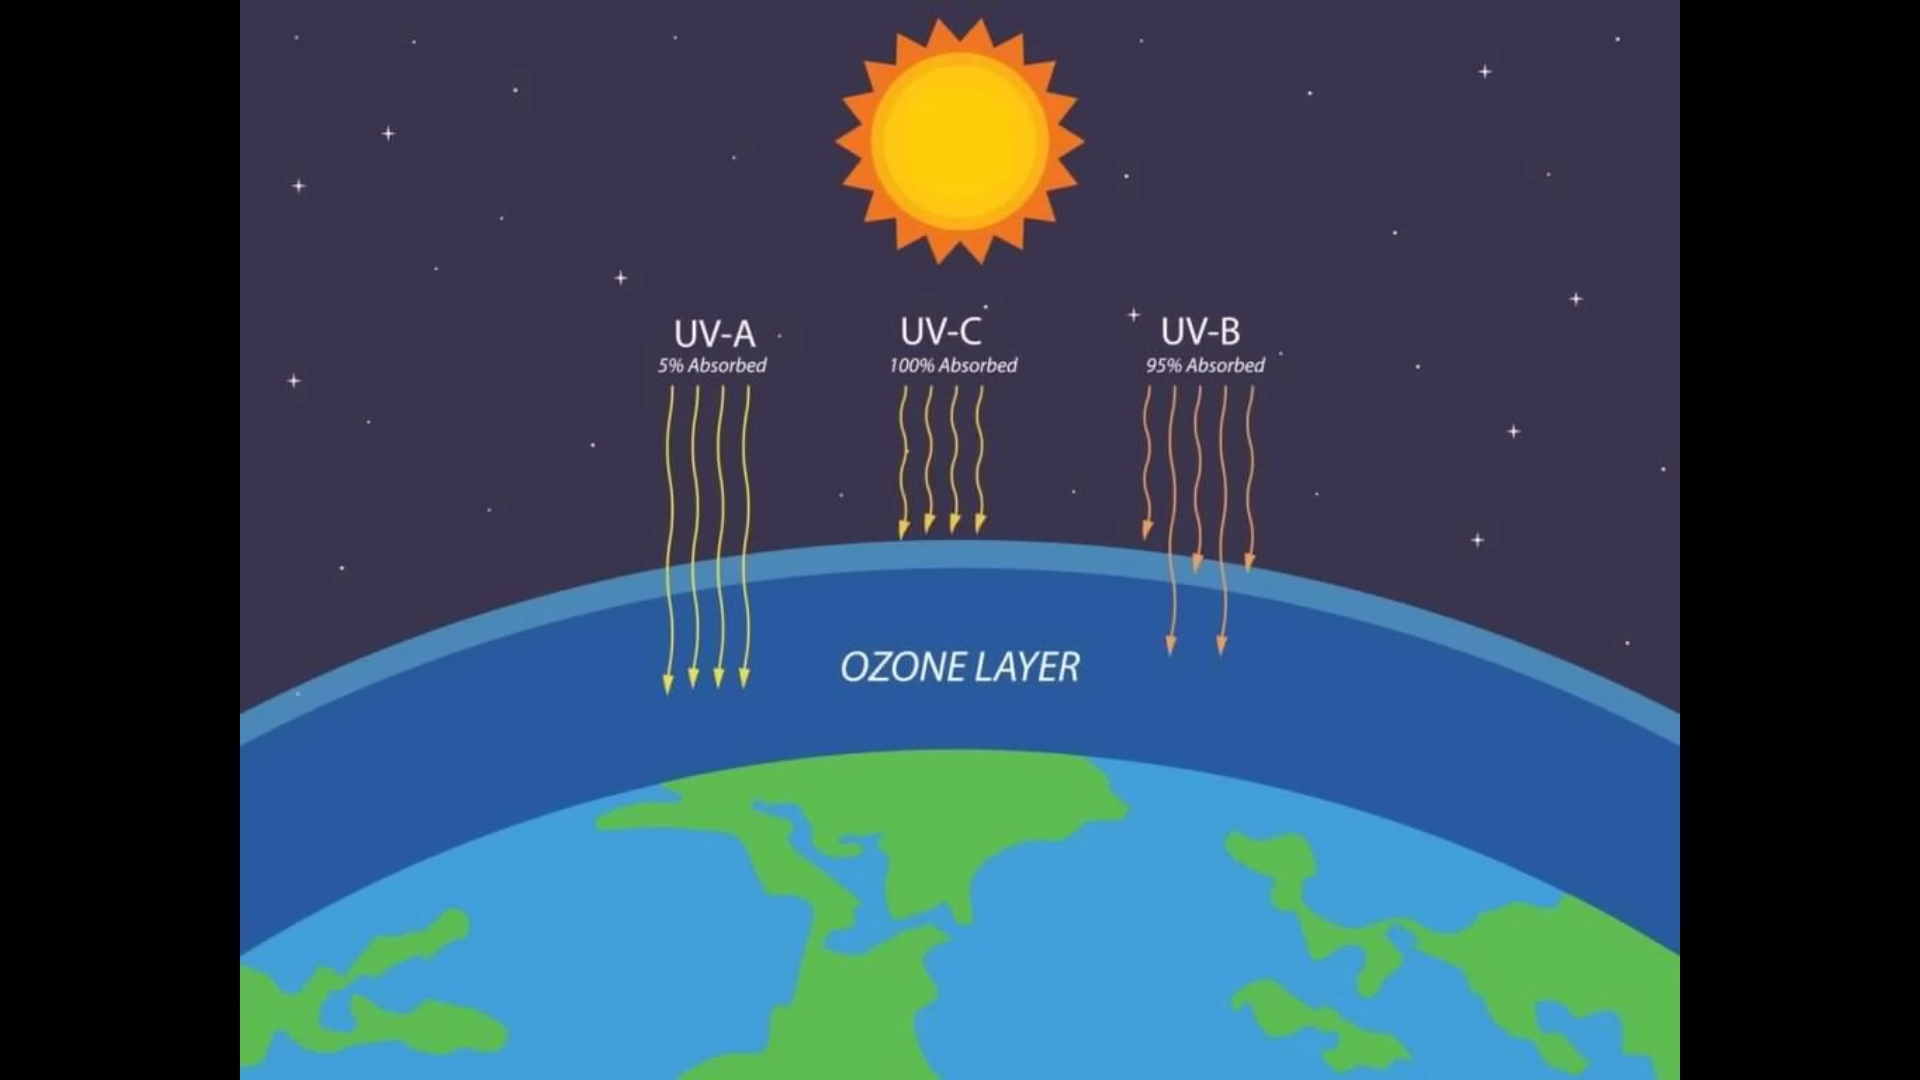 UV-A
5% Absorbed
UV-C
100% Absorbed
UV-B
95% Absorbed
OZONE LAYER